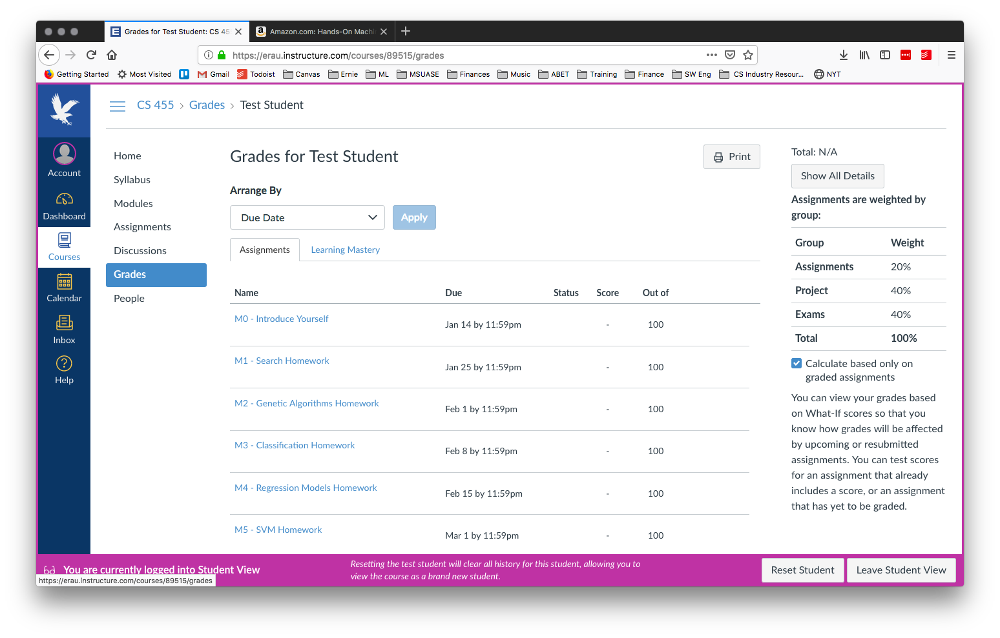 Grades for Test Student: CS 45
Amazon.com: Hands-On Machi
https://erau.instructure.com/courses/89515/grades
Getting Started
Most Visited
Gmail
Todoist
Canvas
Ernie
ML
MSUASE
Finances
Music
ABET
Training
Finance
SW Eng
CS Industry Resour...
NYT
CS 455 › Grades › Test Student
Account
Dashboard
Courses
Calendar
Inbox
Help
Home
Syllabus
Modules
Assignments
Discussions
Grades
People
Grades for Test Student
Print
Arrange By
Due Date
Apply
Assignments
Learning Mastery
Name Due Status Score Out of
M0 - Introduce Yourself Jan 14 by 11:59pm - 100
M1 - Search Homework Jan 25 by 11:59pm - 100
M2 - Genetic Algorithms Homework Feb 1 by 11:59pm - 100
M3 - Classification Homework Feb 8 by 11:59pm - 100
M4 - Regression Models Homework Feb 15 by 11:59pm - 100
M5 - SVM Homework Mar 1 by 11:59pm - 100
Total: N/A
Show All Details
Assignments are weighted by
group:
Group Weight
Assignments 20%
Project 40%
Exams 40%
Total 100%
Calculate based only on
graded assignments
You can view your grades based
on What-If scores so that you
know how grades will be affected
by upcoming or resubmitted
assignments. You can test scores
for an assignment that already
includes a score, or an assignment
that has yet to be graded.
You are currently logged into Student View
Resetting the test student will clear all history for this student, allowing you to
view the course as a brand new student.
Reset Student
Leave Student View
https://erau.instructure.com/courses/89515/grades